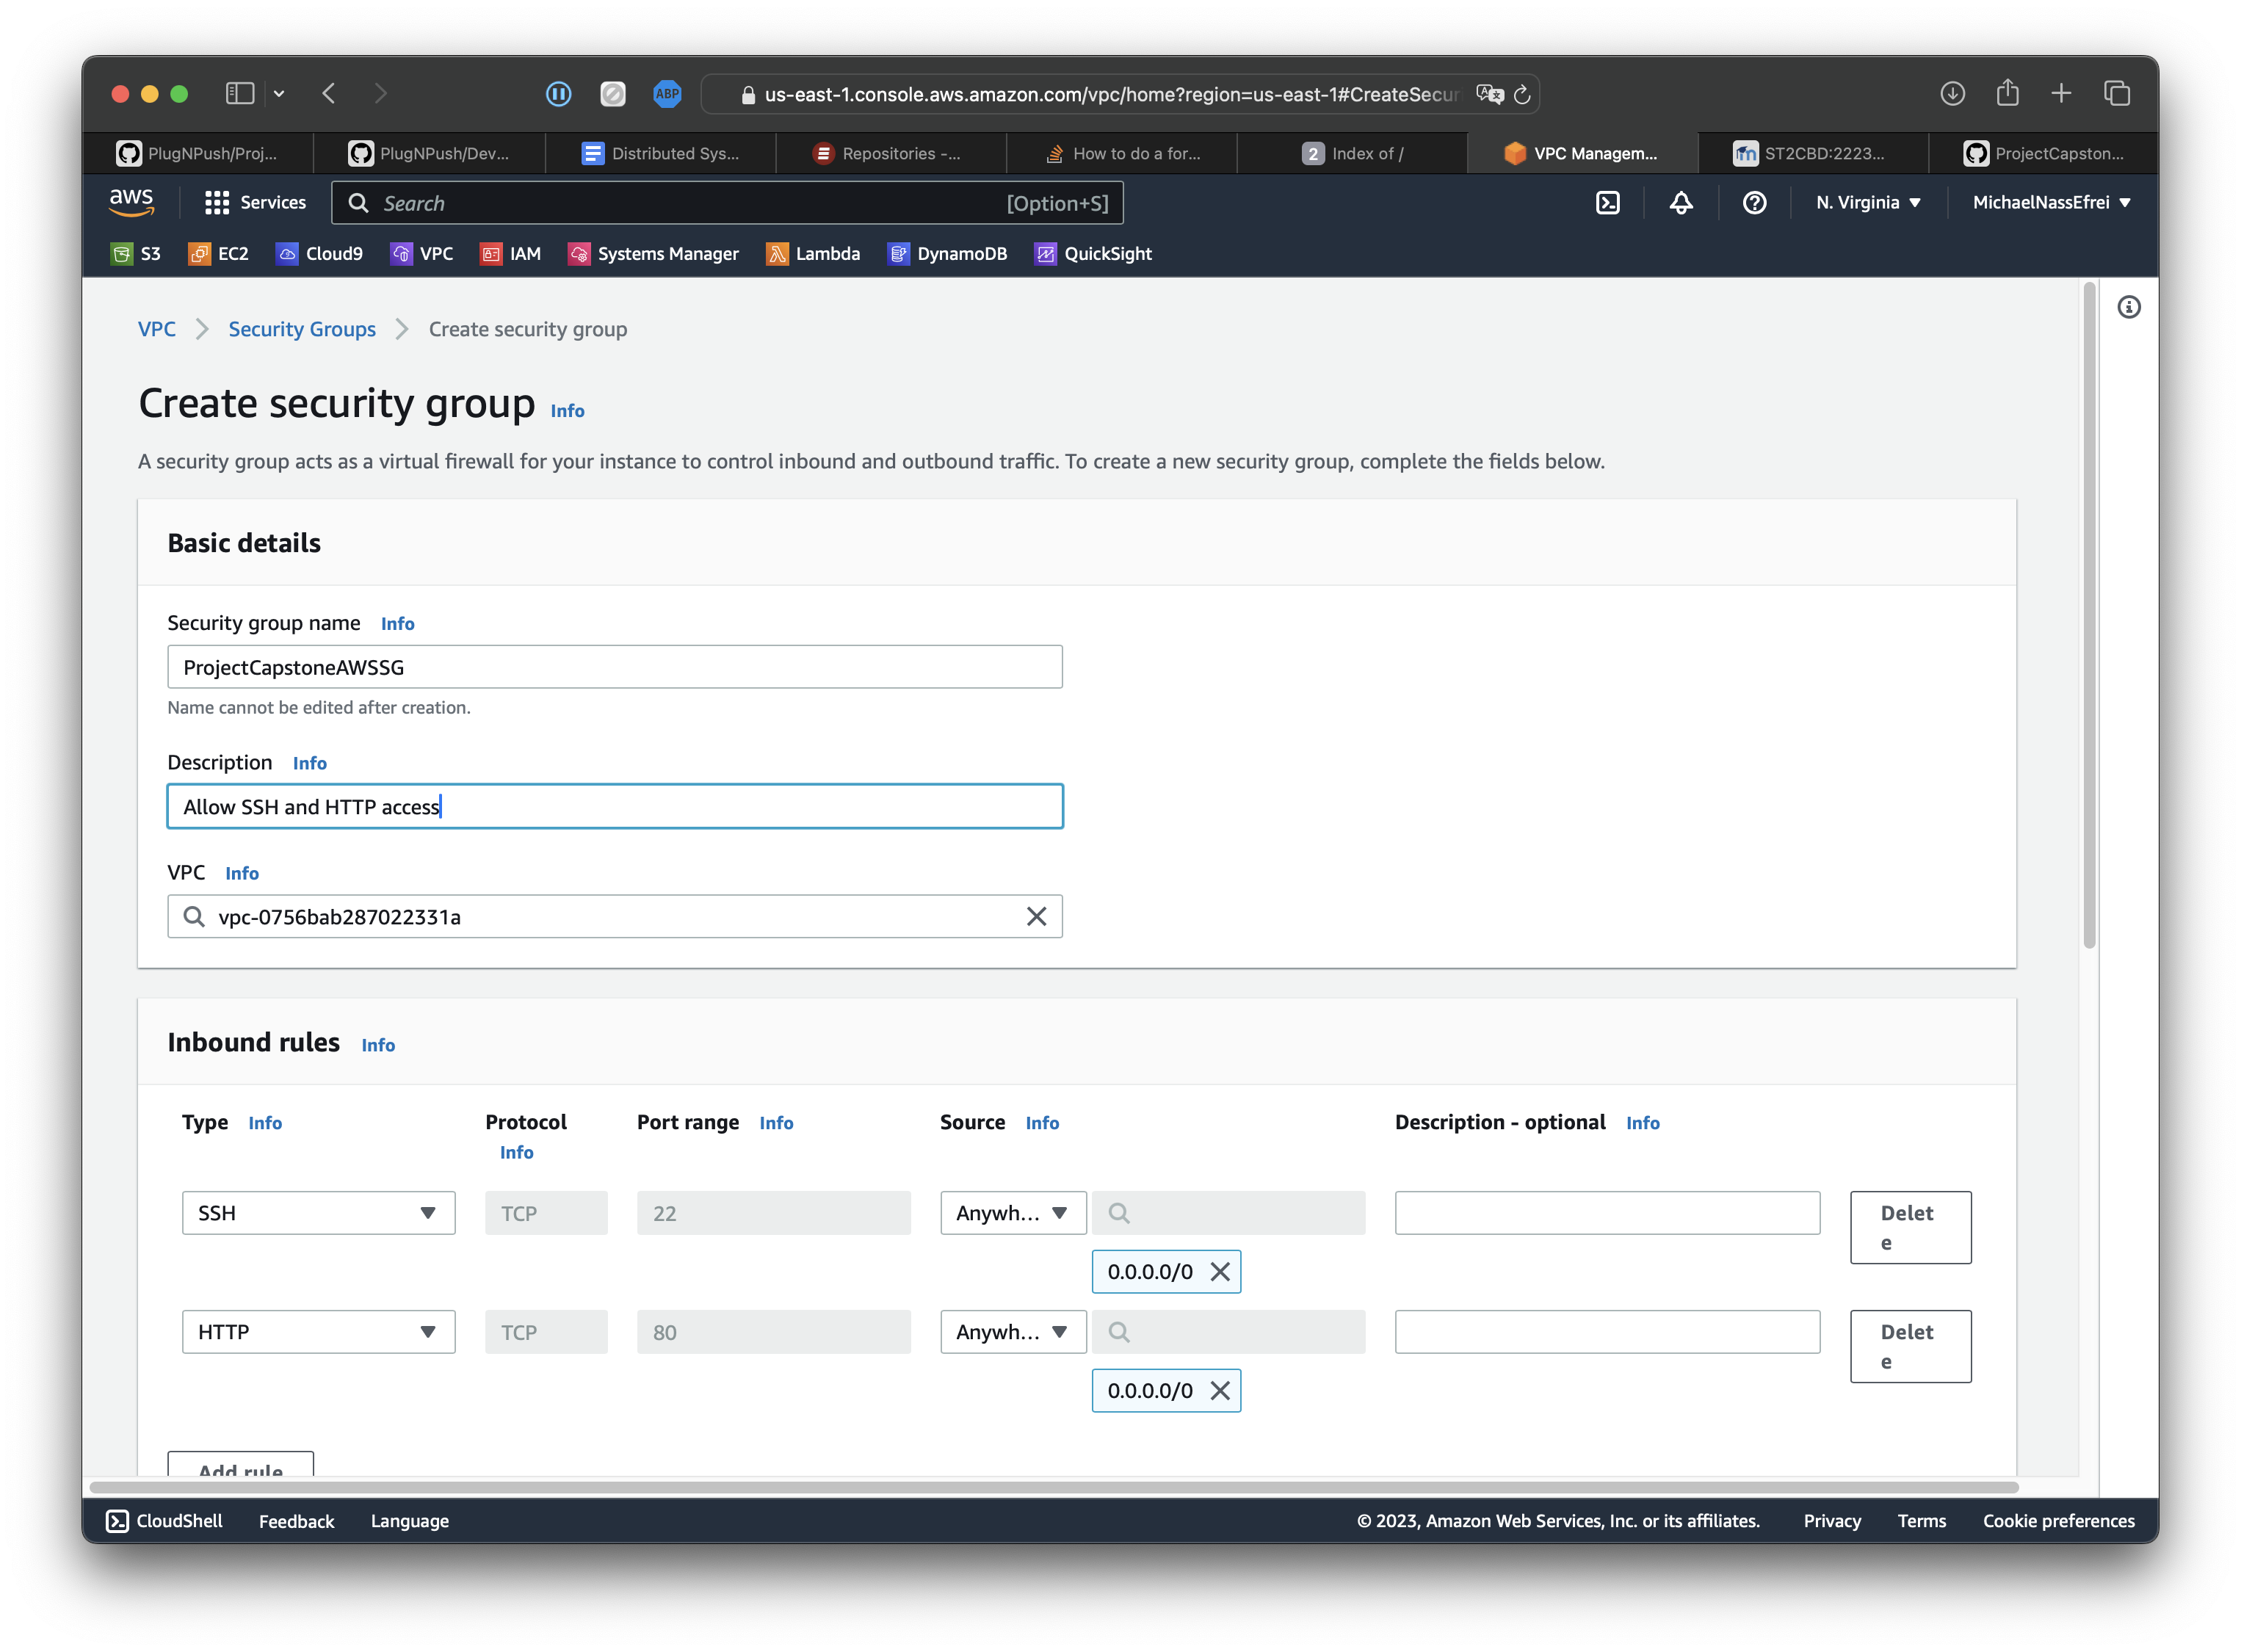 ABP us-east-1.console.aws.amazon.com/vpc/home?region=us-east-1#CreateSecur
PlugNPush/Proj... PlugNPush/Dev... Distributed Sys... Repositories -... How to do a for... 2 Index of / VPC Managem... ST2CBD:2223... ProjectCapston...
aws Services Search [Option+S] N. Virginia MichaelNassEfrei
S3 EC2 Cloud9 VPC IAM Systems Manager Lambda DynamoDB QuickSight
VPC Security Groups Create security group
Create security group Info
A security group acts as a virtual firewall for your instance to control inbound and outbound traffic. To create a new security group, complete the fields below.
Basic details
Security group name Info
ProjectCapstoneAWSSG
Name cannot be edited after creation.
Description Info
Allow SSH and HTTP access
VPC Info
vpc-0756bab287022331a
Inbound rules Info
Type Info Protocol Port range Info Source Info Description - optional Info
Info
SSH TCP 22 Anywh... Delet
e
0.0.0.0/0
HTTP TCP 80 Anywh... Delet
e
0.0.0.0/0
Add rule
CloudShell Feedback Language © 2023, Amazon Web Services, Inc. or its affiliates. Privacy Terms Cookie preferences